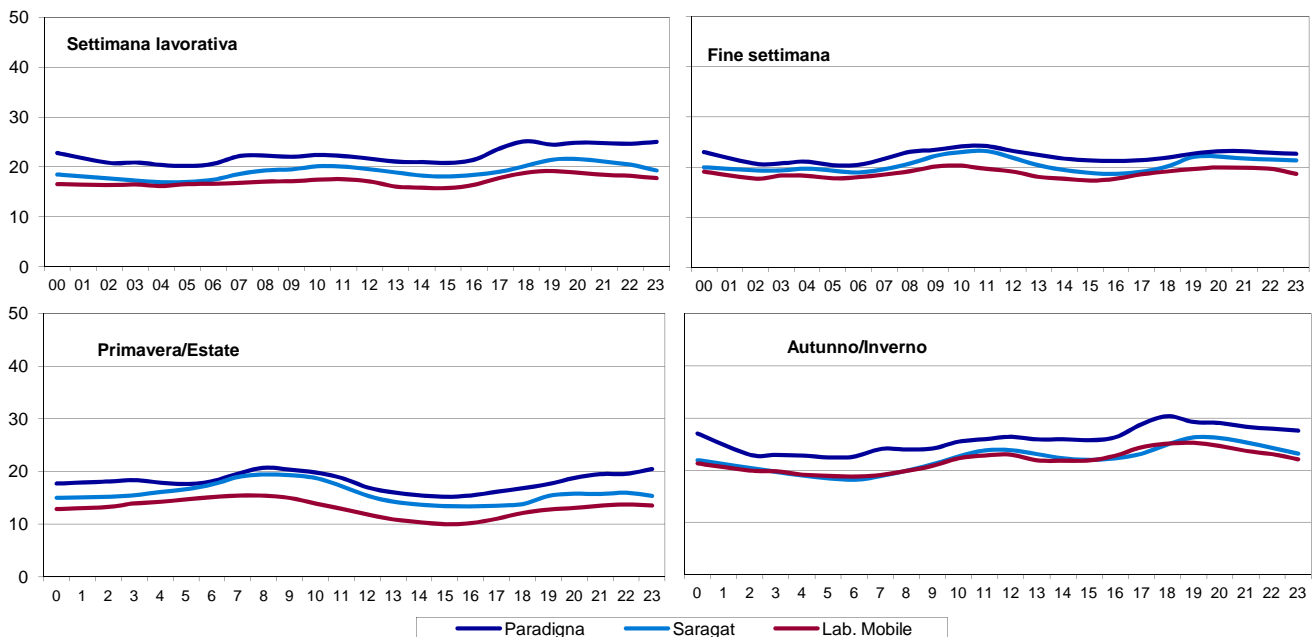 Settimana lavorativa
50
40
30
20
10
0
00 01 02 03 04 05 06 07 08 09 10 11 12 13 14 15 16 17 18 19 20 21 22 23
Fine settimana
00 01 02 03 04 05 06 07 08 09 10 11 12 13 14 15 16 17 18 19 20 21 22 23
Primavera/Estate
50
40
30
20
10
0
0 1 2 3 4 5 6 7 8 9 10 11 12 13 14 15 16 17 18 19 20 21 22 23
Autunno/Inverno
0 1 2 3 4 5 6 7 8 9 10 11 12 13 14 15 16 17 18 19 20 21 22 23
Paradigna Saragat Lab. Mobile